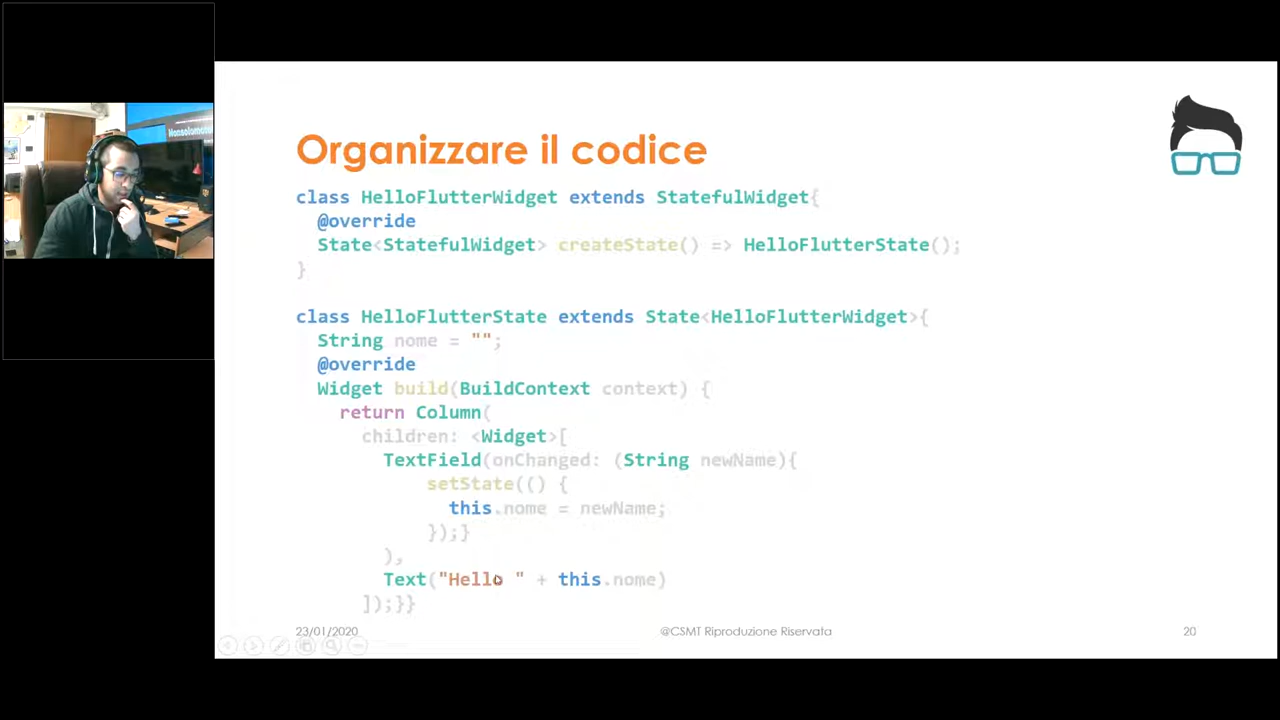 Organizzare il codice
class HelloFlutterWidget extends StatefulWidget{
@override
State<StatefulWidget> createState() => HelloFlutterState();
}
class HelloFlutterState extends State<HelloFlutterWidget>{
String nome = "";
@override
Widget build(BuildContext context) {
return Column(
children: <Widget>[
TextField(onChanged: (String newName){
setState(() {
this.nome = newName;
});}
),
Text("Hello " + this.nome)
]);}}
23/01/2020
@CSMT Riproduzione Riservata
20